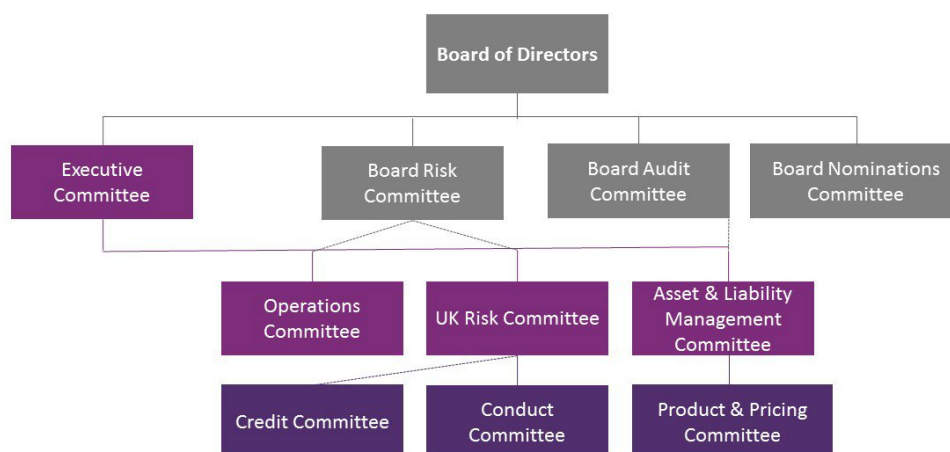 Board of Directors
Executive
Committee
Board Risk
Committee
Board Audit
Committee
Board Nominations
Committee
Operations
Committee
UK Risk Committee
Asset & Liability
Management
Committee
Credit Committee
Conduct
Committee
Product & Pricing
Committee